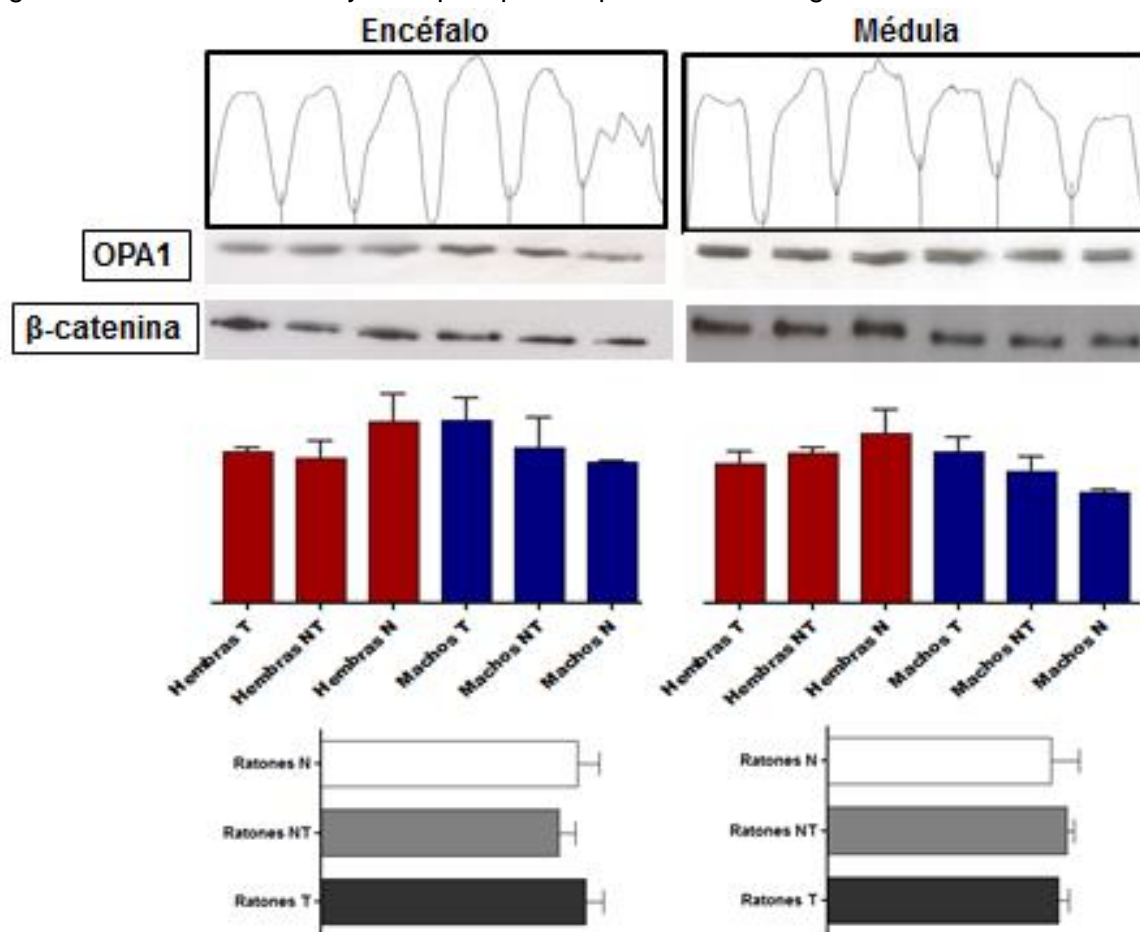 Encéfalo
Médula
OPA1
β-catenina
Hembras T
Hembras NT
Hembras N
Machos T
Machos NT
Machos N
Hembras T
Hembras NT
Hembras N
Machos T
Machos NT
Machos N
Ratones N
Ratones NT
Ratones T
Ratones N
Ratones NT
Ratones T